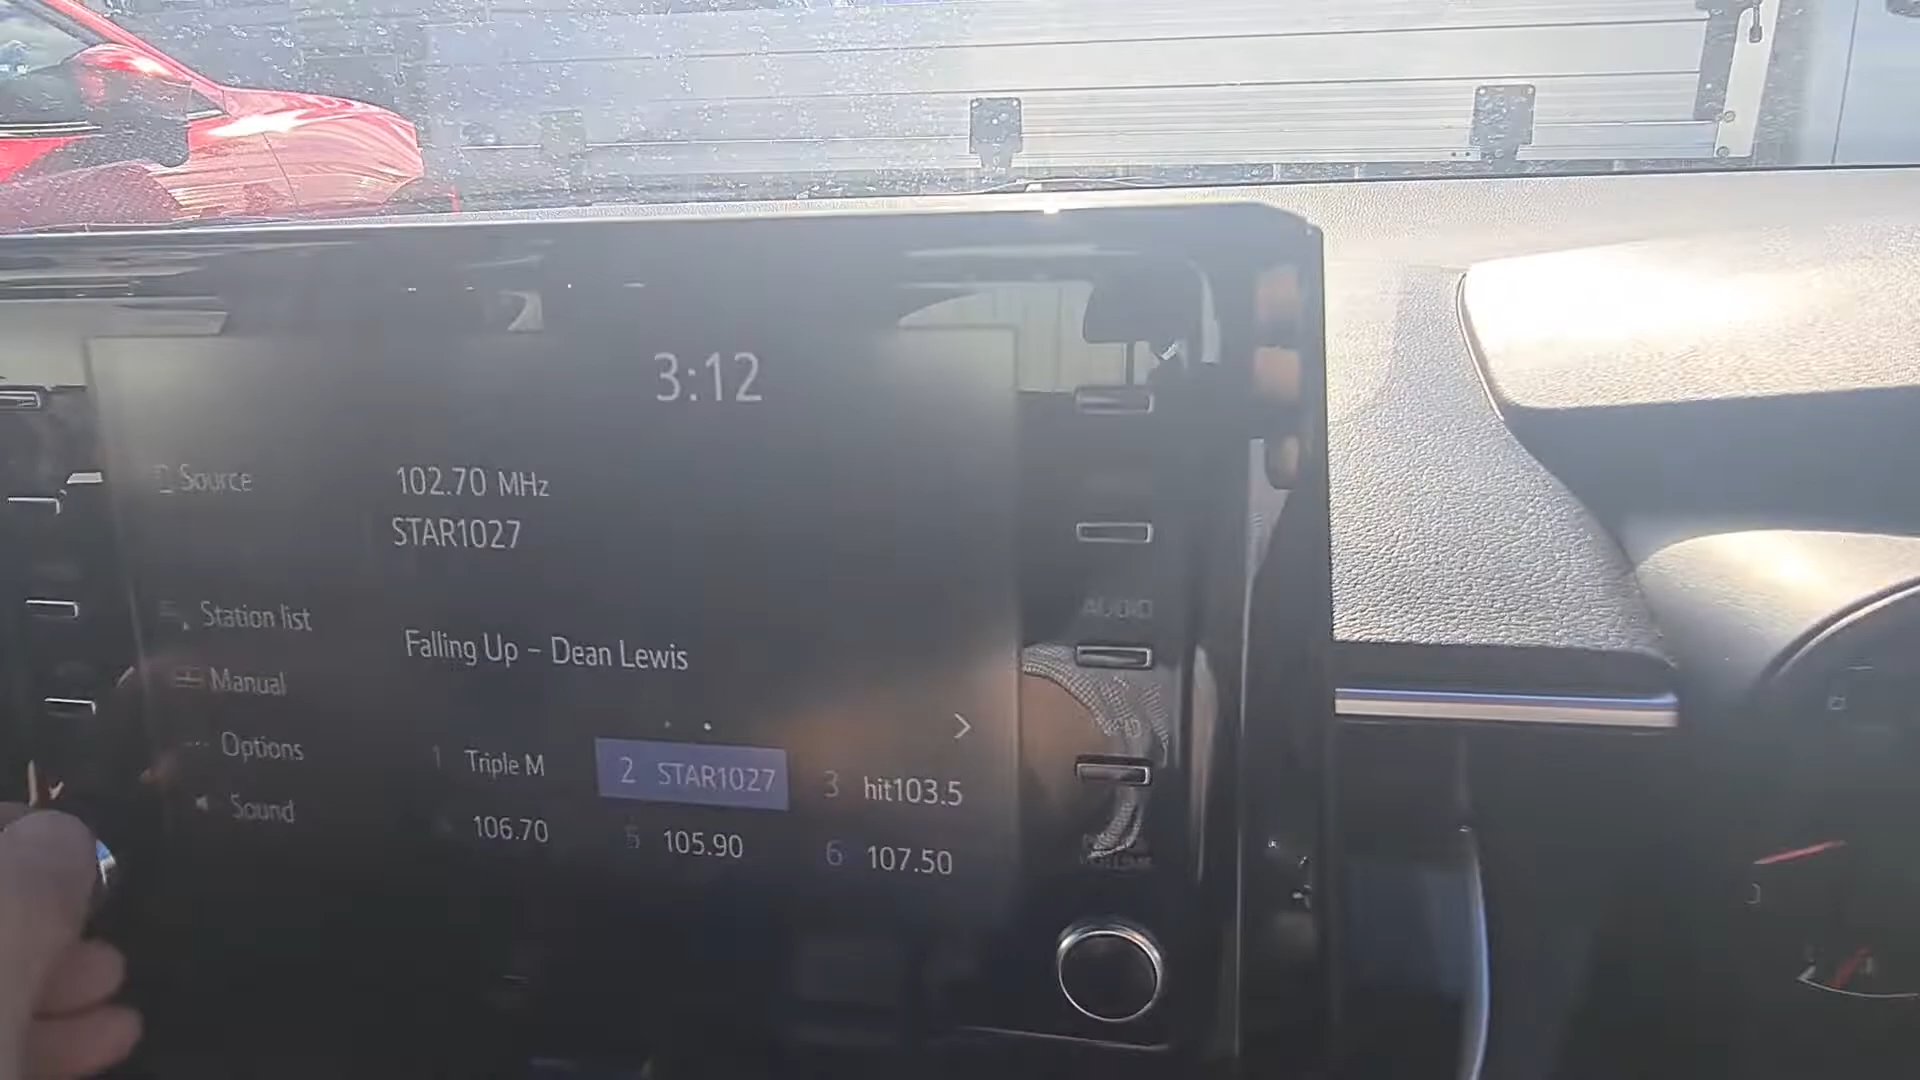 3:12
Source
102.70 MHz
STAR1027
Station list
Falling Up – Dean Lewis
Manual
Options
Sound
1 Triple M
2 STAR1027
3 hit103.5
106.70
5 105.90
6 107.50
AUDIO